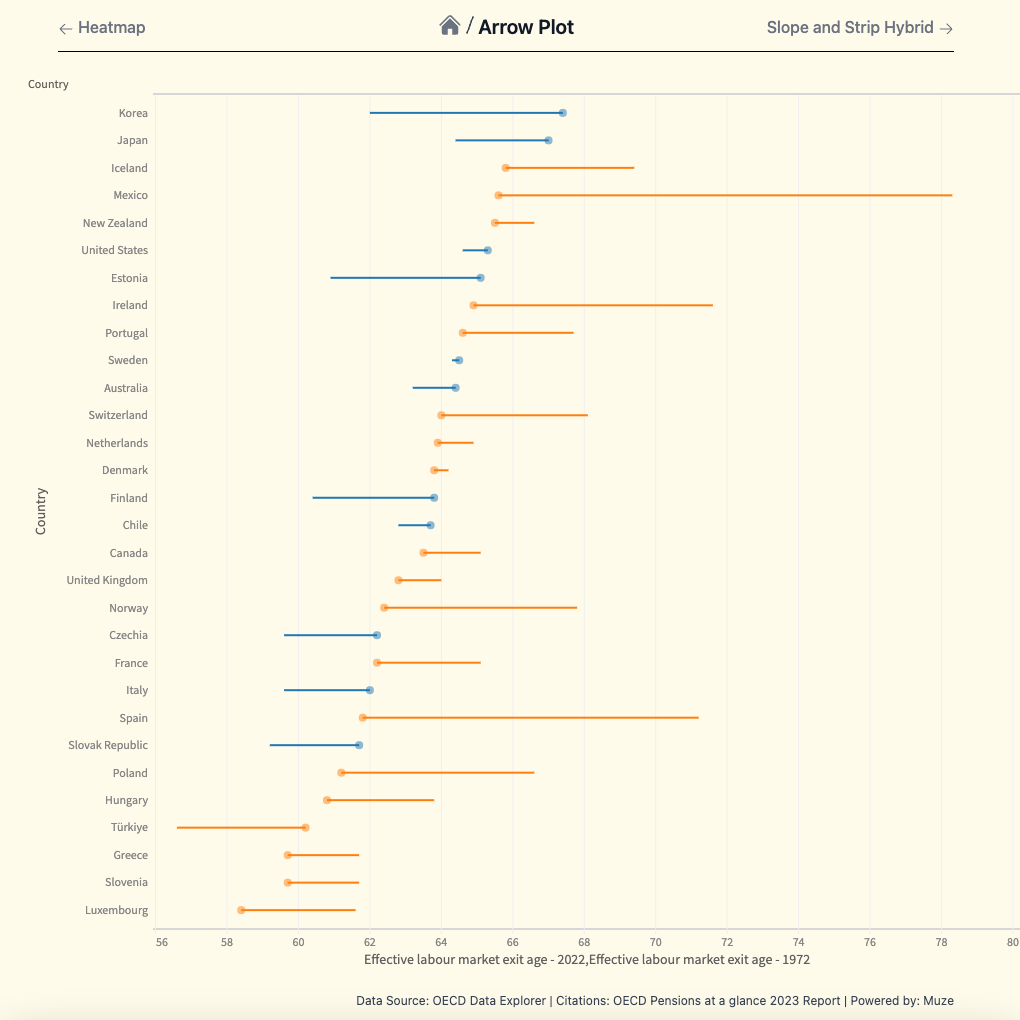 ← Heatmap
/ Arrow Plot
Slope and Strip Hybrid →
Country
Korea
Japan
Iceland
Mexico
New Zealand
United States
Estonia
Ireland
Portugal
Sweden
Australia
Switzerland
Netherlands
Denmark
Finland
Chile
Canada
United Kingdom
Norway
Czechia
France
Italy
Spain
Slovak Republic
Poland
Hungary
Türkiye
Greece
Slovenia
Luxembourg
Country
56 58 60 62 64 66 68 70 72 74 76 78 80
Effective labour market exit age - 2022,Effective labour market exit age - 1972
Data Source: OECD Data Explorer | Citations: OECD Pensions at a glance 2023 Report | Powered by: Muze